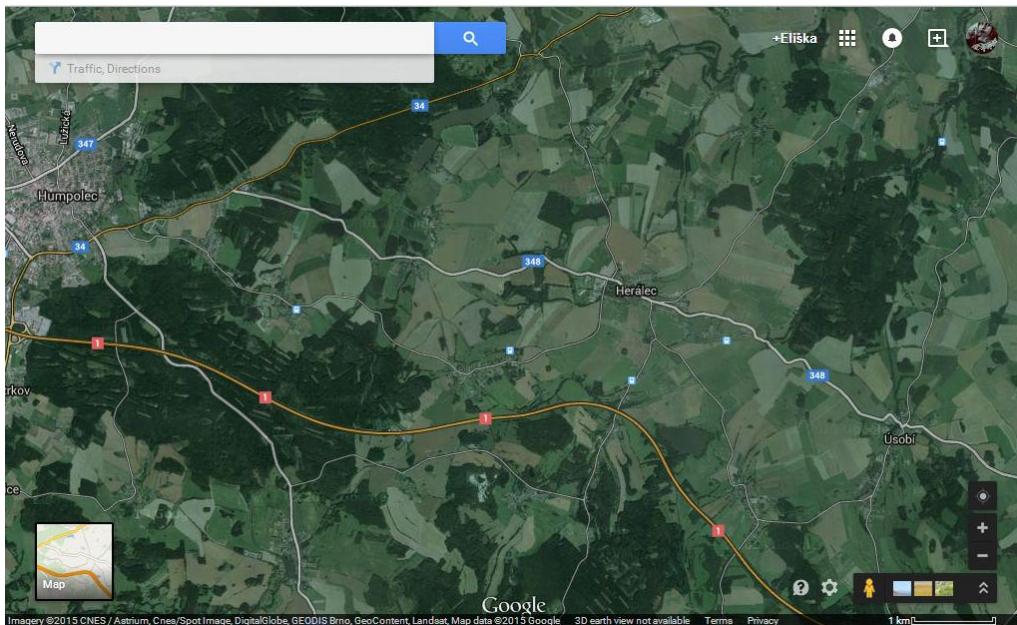 +Eliška
Traffic, Directions
34
Nerudova
Lužická
347
Humpolec
34
348
Herálec
1
348
1
rkov
1
Úsobí
ice
1
Map
Google
Imagery ©2015 CNES / Astrium, Cnes/Spot Image, DigitalGlobe, GEODIS Brno, GeoContent, Landsat, Map data ©2015 Google 3D earth view not available Terms Privacy 1 km